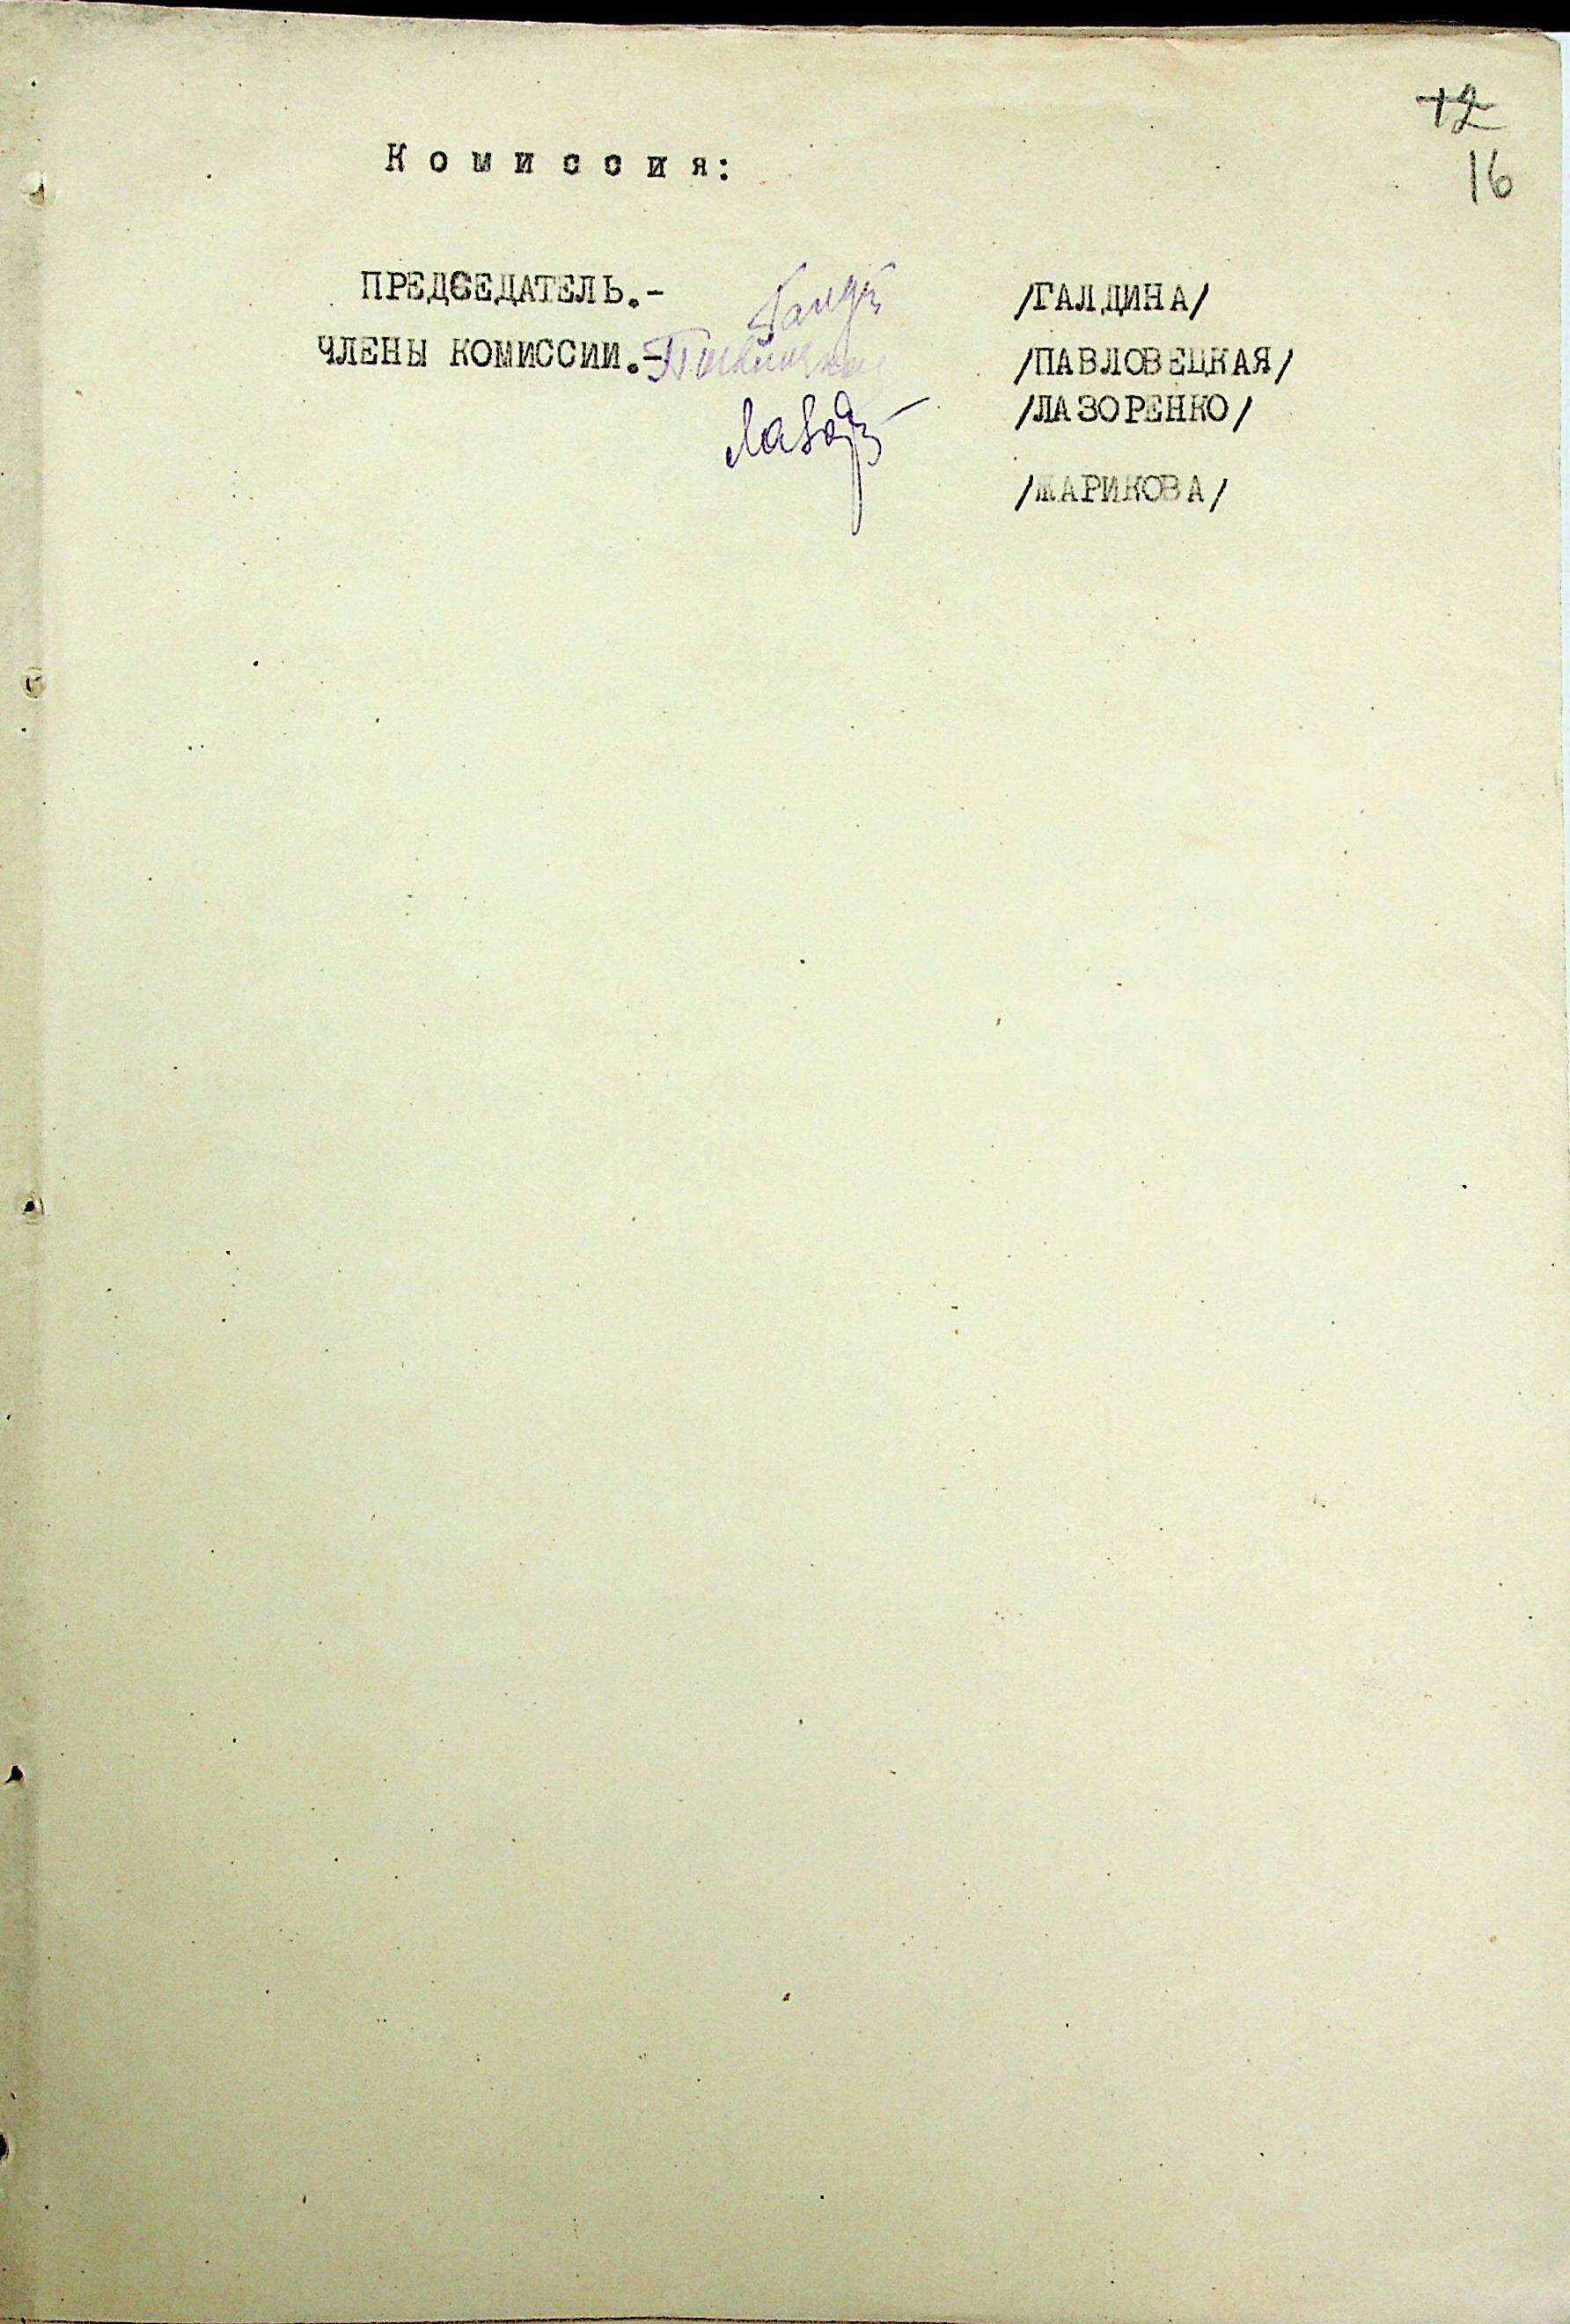 12
16
К о м и с с и я:
ПРЕДСЕДАТЕЛЬ.- /ГАЛДИНА/
ЧЛЕНЫ КОМИССИИ.- /ПАВЛОВЕЦКАЯ/
/ЛАЗОРЕНКО/
/ЖАРИКОВА/